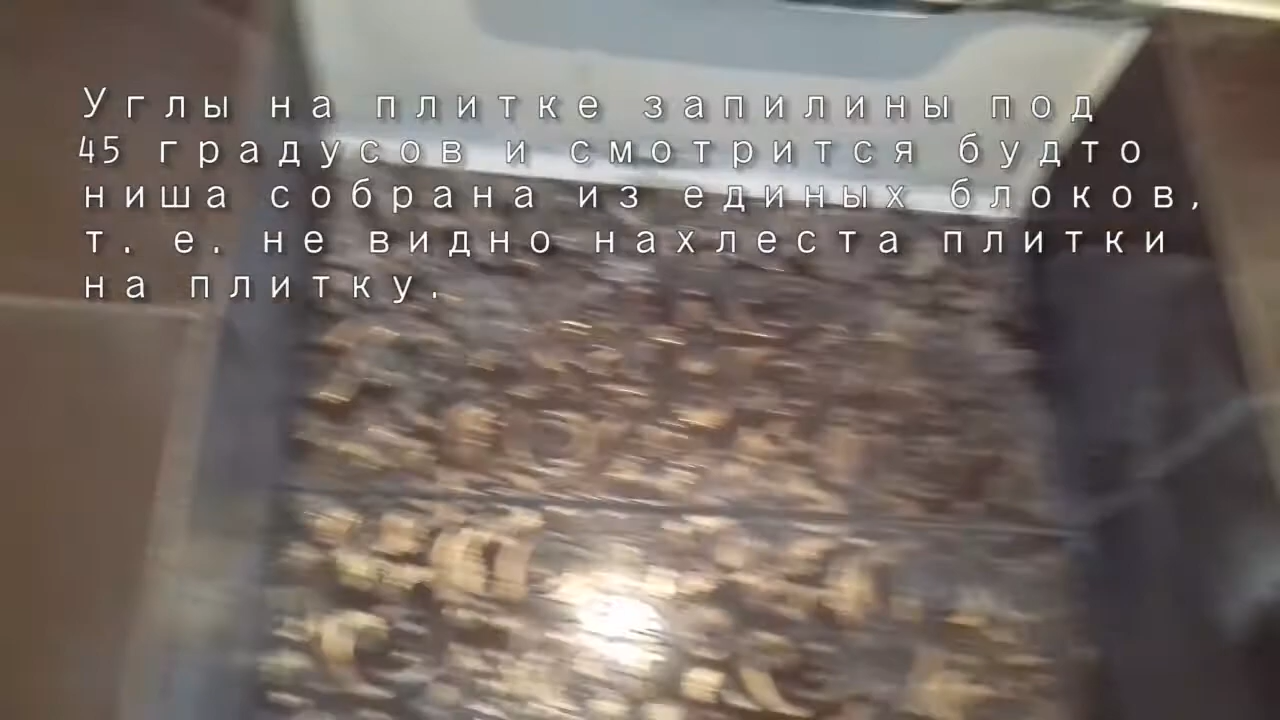 Углы на плитке запилины под
45 градусов и смотрится будто
ниша собрана из единых блоков,
т. е. не видно нахлеста плитки
на плитку.